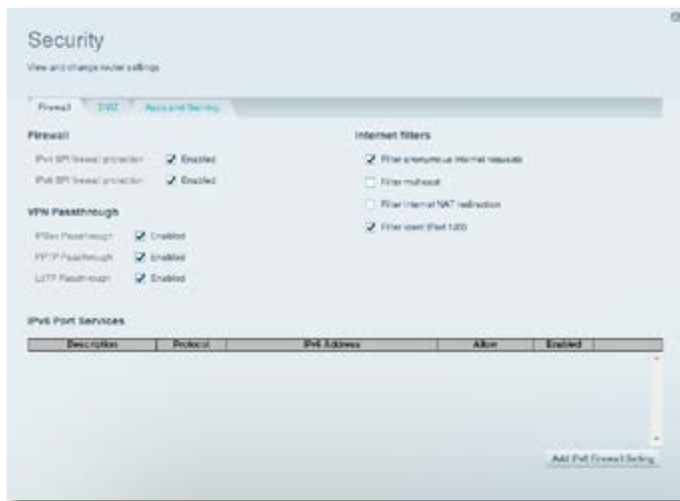 Security
View and change router settings
Firewall DMZ Apps and Gaming
Firewall
IPv4 SPI firewall protection Enabled
IPv6 SPI firewall protection Enabled
VPN Passthrough
IPSec Passthrough Enabled
PPTP Passthrough Enabled
L2TP Passthrough Enabled
Internet filters
Filter anonymous Internet requests
Filter multicast
Filter Internet NAT redirection
Filter ident (Port 113)
IPv6 Port Services
Description Protocol IPv6 Address Allow Enabled
Add IPv6 Firewall Setting